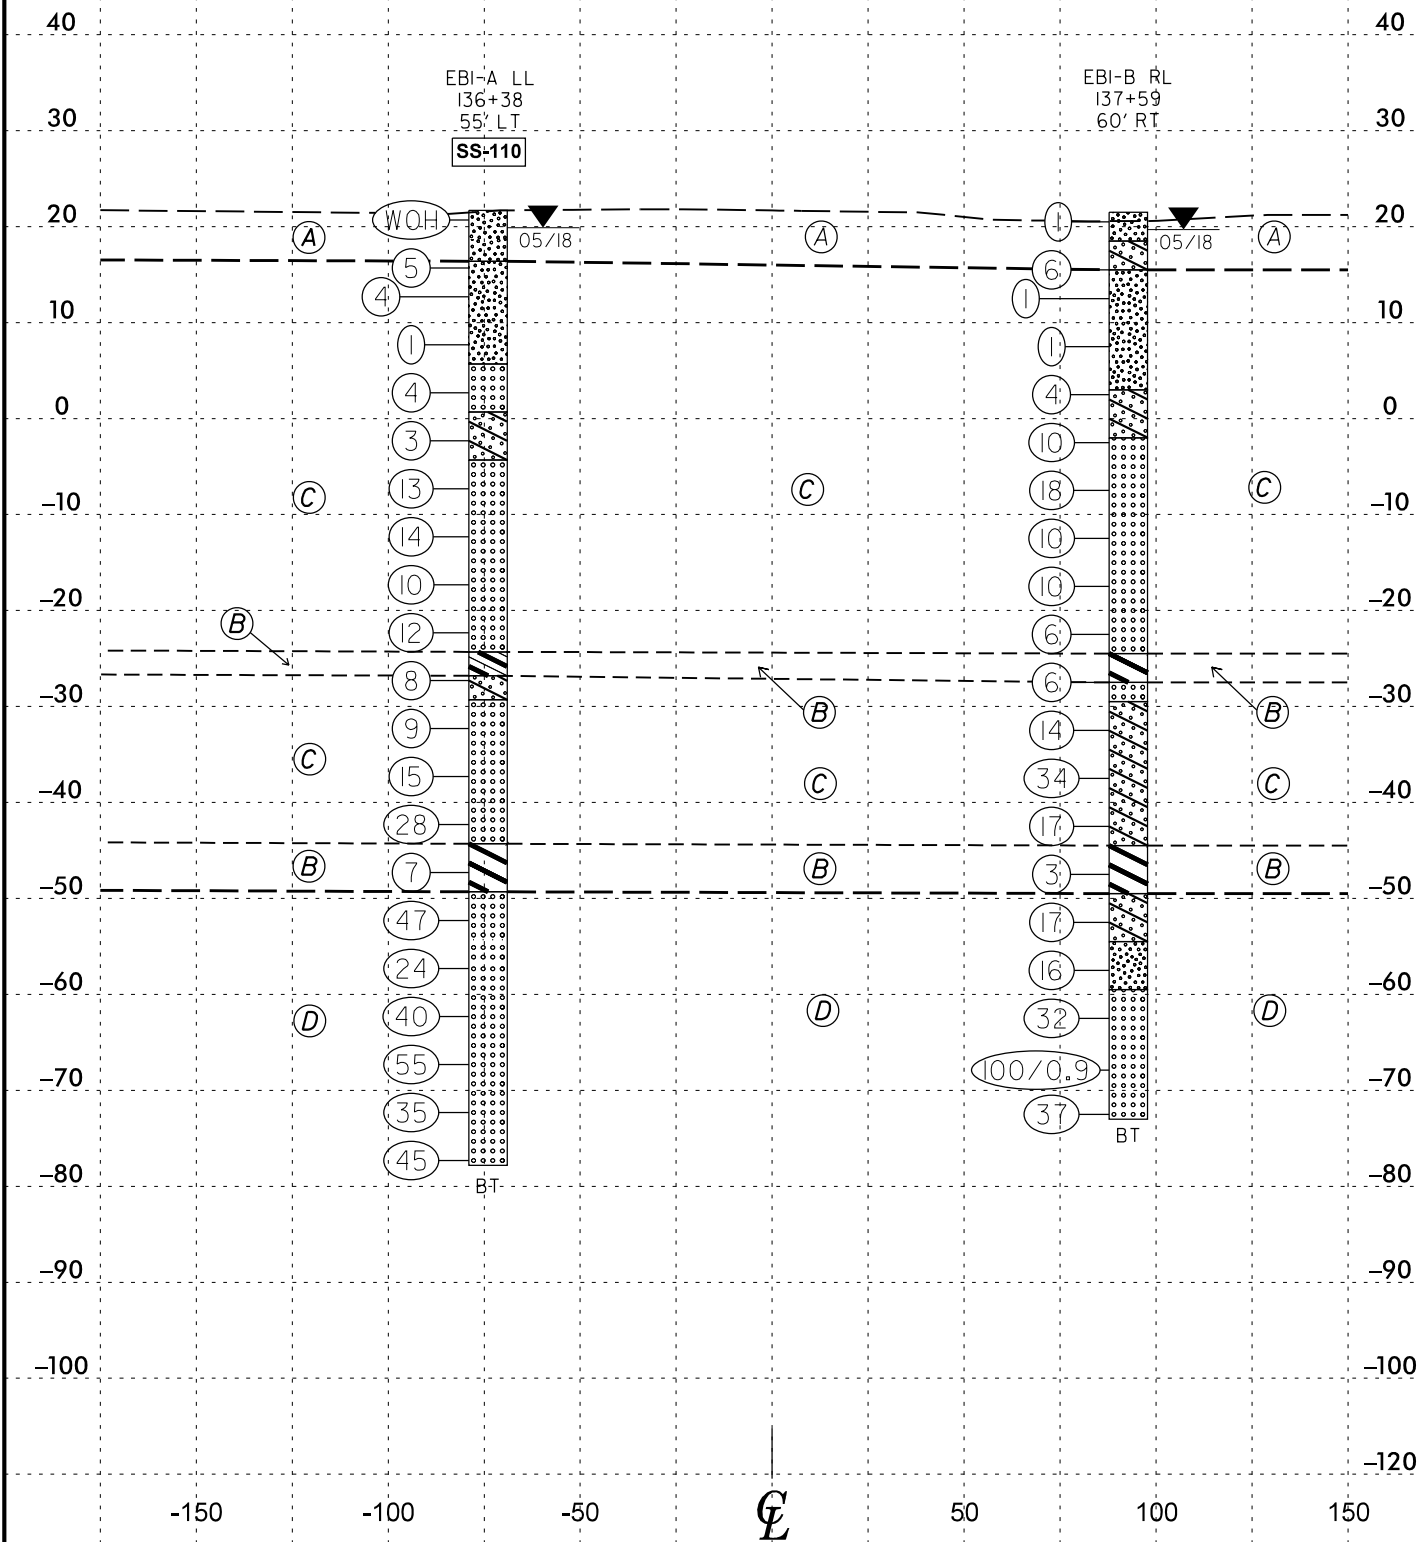 40 40
EBI-A LL EBI-B RL
136+38 137+59
55' LT 60' RT
30 30
SS-110
20 WOH 1 20
A 05/18 A 05/18 A
5 6
4 1
10 10
1 1
4 4
0 0
3 10
C 13 C 18 C
-10 -10
14 10
10 10
-20 -20
B 12 6
8 6
-30 B B -30
9 14
C 15 C 34 C
-40 -40
28 17
B 7 B 3 B
-50 -50
47 17
24 16
-60 -60
D 40 D 32 D
55 100/0.9
-70 -70
35 37
BT
45
-80 -80
BT
-90 -90
-100 -100
-120
-150 -100 -50 CL 50 100 150